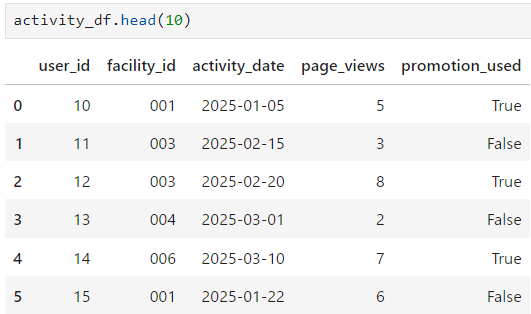 activity_df.head(10)
user_id facility_id activity_date page_views promotion_used
0 10 001 2025-01-05 5 True
1 11 003 2025-02-15 3 False
2 12 003 2025-02-20 8 True
3 13 004 2025-03-01 2 False
4 14 006 2025-03-10 7 True
5 15 001 2025-01-22 6 False